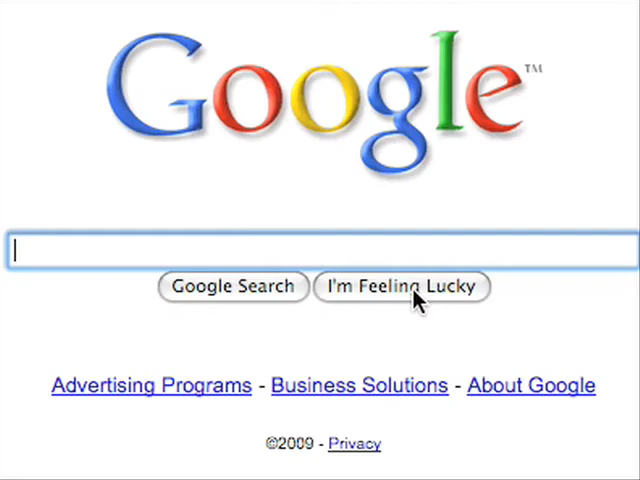 Google™
Google Search I'm Feeling Lucky
Advertising Programs - Business Solutions - About Google
©2009 - Privacy